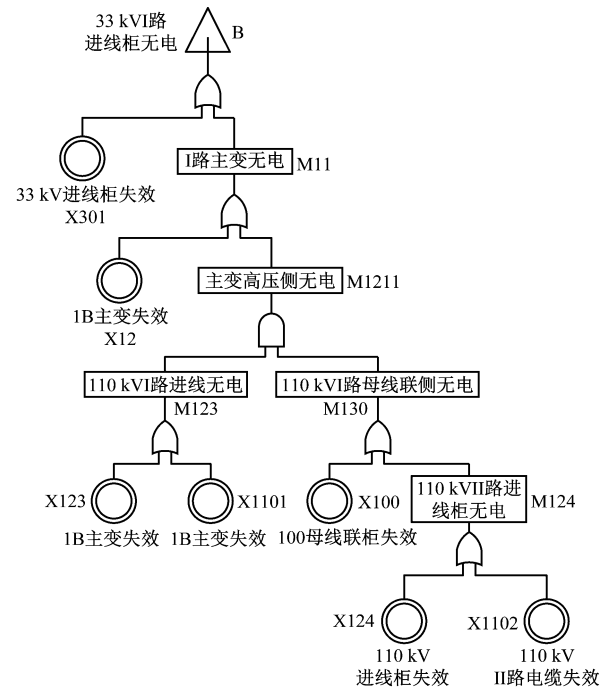 33 kVI路
进线柜无电
B
I路主变无电
M11
33 kV进线柜失效
X301
主变高压侧无电
M1211
1B主变失效
X12
110 kVI路进线无电
110 kVI路母线联侧无电
M123
M130
X123
X1101
X100
110 kVII路进
线柜无电
M124
1B主变失效
1B主变失效
100母线联柜失效
X124
X1102
110 kV
进线柜失效
110 kV
II路电缆失效